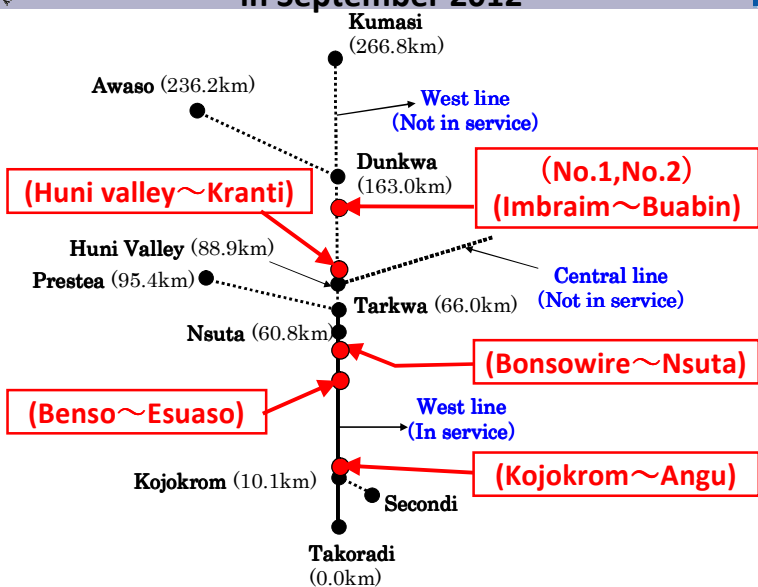 in September 2012
Kumasi
(266.8km)
Awaso (236.2km)
West line
(Not in service)
Dunkwa
(163.0km)
(Huni valley～Kranti)
（No.1,No.2）
(Imbraim～Buabin)
Huni Valley (88.9km)
Prestea (95.4km)
Central line
(Not in service)
Tarkwa (66.0km)
Nsuta (60.8km)
(Bonsowire～Nsuta)
(Benso～Esuaso)
West line
(In service)
Kojokrom (10.1km)
(Kojokrom～Angu)
Secondi
Takoradi
(0.0km)